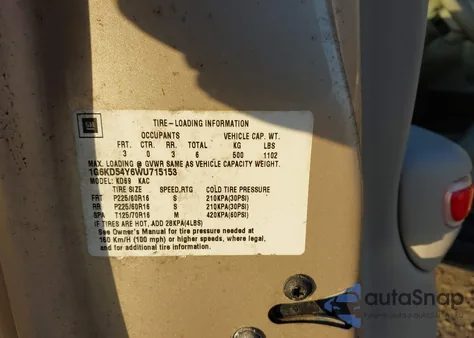 GM
TIRE-LOADING INFORMATION
OCCUPANTS VEHICLE CAP. WT.
FRT. CTR. RR. TOTAL KG LBS
3 0 3 6 500 1102
MAX. LOADING @ GVWR SAME AS VEHICLE CAPACITY WEIGHT.
1G6KD54Y6WU715153
MODEL: KD69 KAC
TIRE SIZE SPEED.RTG COLD TIRE PRESSURE
FRT P225/60R16 S 210KPA(30PSI)
RR P225/60R16 S 210KPA(30PSI)
SPA T125/70R16 M 420KPA(60PSI)
IF TIRES ARE HOT, ADD 28KPA(4LBS)
See Owner's Manual for tire pressure needed at
160 Km/H (100 mph) or higher speeds, where legal,
and for additional tire information.
autaSnap